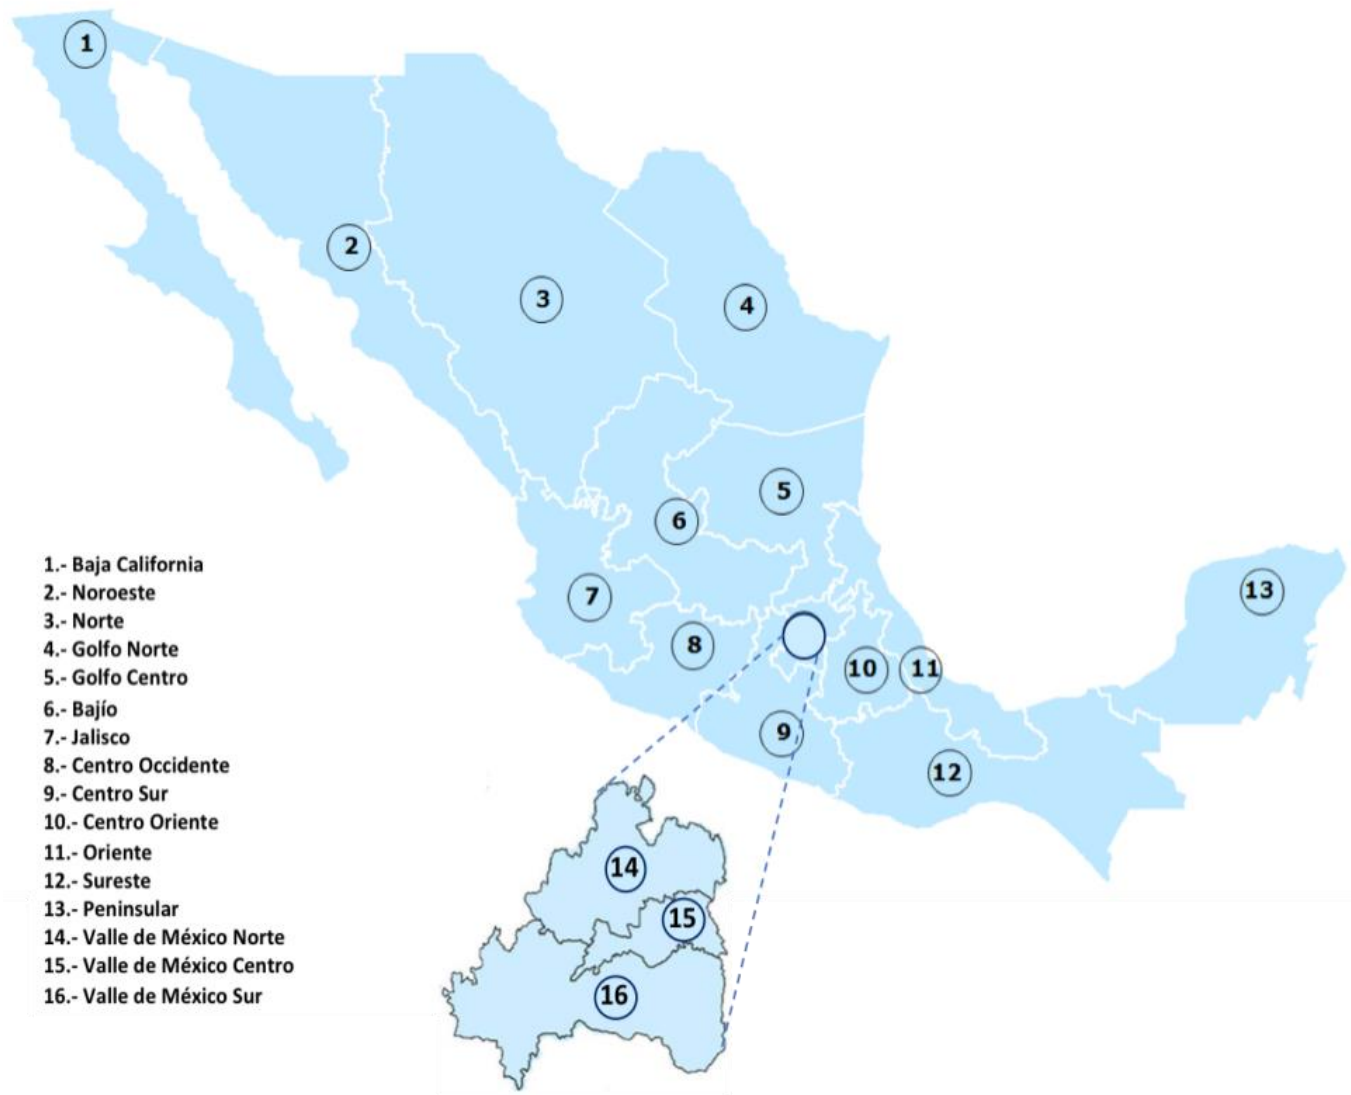 1
2
3
4
5
6
7
8
9
10
11
12
13
14
15
16
1.- Baja California
2.- Noroeste
3.- Norte
4.- Golfo Norte
5.- Golfo Centro
6.- Bajío
7.- Jalisco
8.- Centro Occidente
9.- Centro Sur
10.- Centro Oriente
11.- Oriente
12.- Sureste
13.- Peninsular
14.- Valle de México Norte
15.- Valle de México Centro
16.- Valle de México Sur